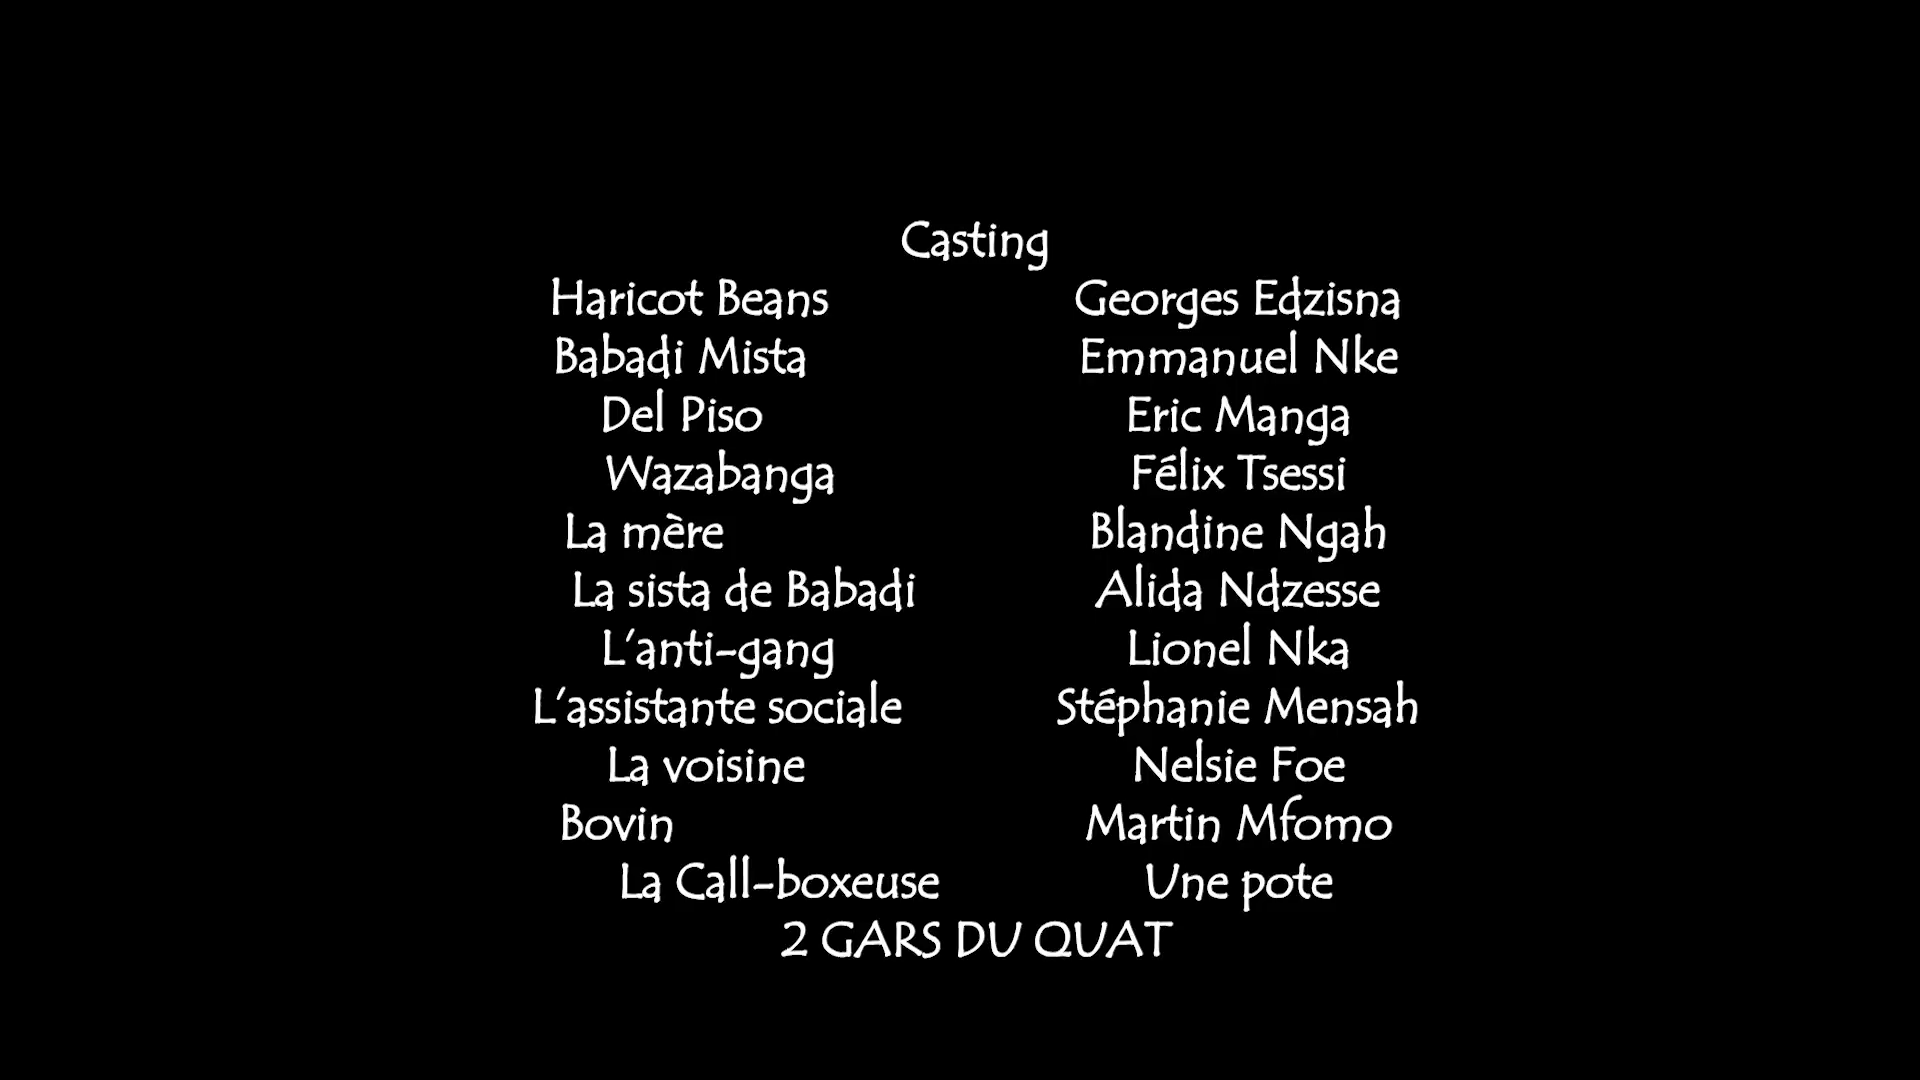 Casting
Haricot Beans Georges Edzisna
Babadi Mista Emmanuel Nke
Del Piso Eric Manga
Wazabanga Félix Tsessi
La mère Blandine Ngah
La sista de Babadi Alida Ndzesse
L'anti-gang Lionel Nka
L'assistante sociale Stéphanie Mensah
La voisine Nelsie Foe
Bovin Martin Mfomo
La Call-boxeuse Une pote
2 GARS DU QUAT